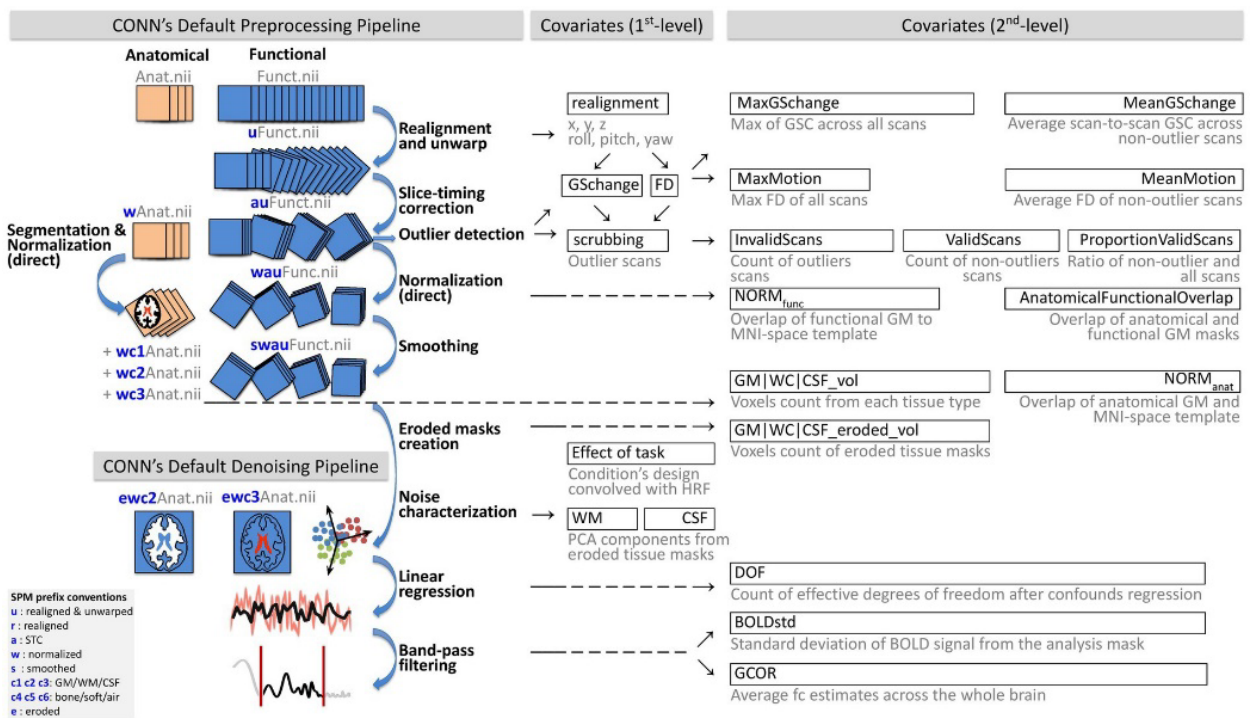 CONN's Default Preprocessing Pipeline
Covariates (1st-level)
Covariates (2nd-level)
Anatomical
Functional
Anat.nii
Funct.nii
uFunct.nii
Realignment
and unwarp
Slice-timing
correction
auFunct.nii
wAnat.nii
Segmentation &
Normalization
(direct)
Outlier detection
wauFunc.nii
Normalization
(direct)
swauFunct.nii
Smoothing
+ wc1Anat.nii
+ wc2Anat.nii
+ wc3Anat.nii
Eroded masks
creation
realignment
x, y, z
roll, pitch, yaw
GSchange
FD
scrubbing
Outlier scans
MaxGSchange
Max of GSC across all scans
MeanGSchange
Average scan-to-scan GSC across
non-outlier scans
MaxMotion
Max FD of all scans
MeanMotion
Average FD of non-outlier scans
InvalidScans
Count of outliers
scans
ValidScans
Count of non-outliers
scans
ProportionValidScans
Ratio of non-outlier and
all scans
NORMfunc
Overlap of functional GM to
MNI-space template
AnatomicalFunctionalOverlap
Overlap of anatomical and
functional GM masks
GM|WC|CSF_vol
Voxels count from each tissue type
NORManat
Overlap of anatomical GM and
MNI-space template
GM|WC|CSF_eroded_vol
Voxels count of eroded tissue masks
CONN's Default Denoising Pipeline
ewc2Anat.nii
ewc3Anat.nii
Noise
characterization
Effect of task
Condition's design
convolved with HRF
WM
CSF
PCA components from
eroded tissue masks
Linear
regression
DOF
Count of effective degrees of freedom after confounds regression
Band-pass
filtering
BOLDstd
Standard deviation of BOLD signal from the analysis mask
GCOR
Average fc estimates across the whole brain
SPM prefix conventions
u : realigned & unwarped
r : realigned
a : STC
w : normalized
s : smoothed
c1 c2 c3: GM/WM/CSF
c4 c5 c6: bone/soft/air
e : eroded